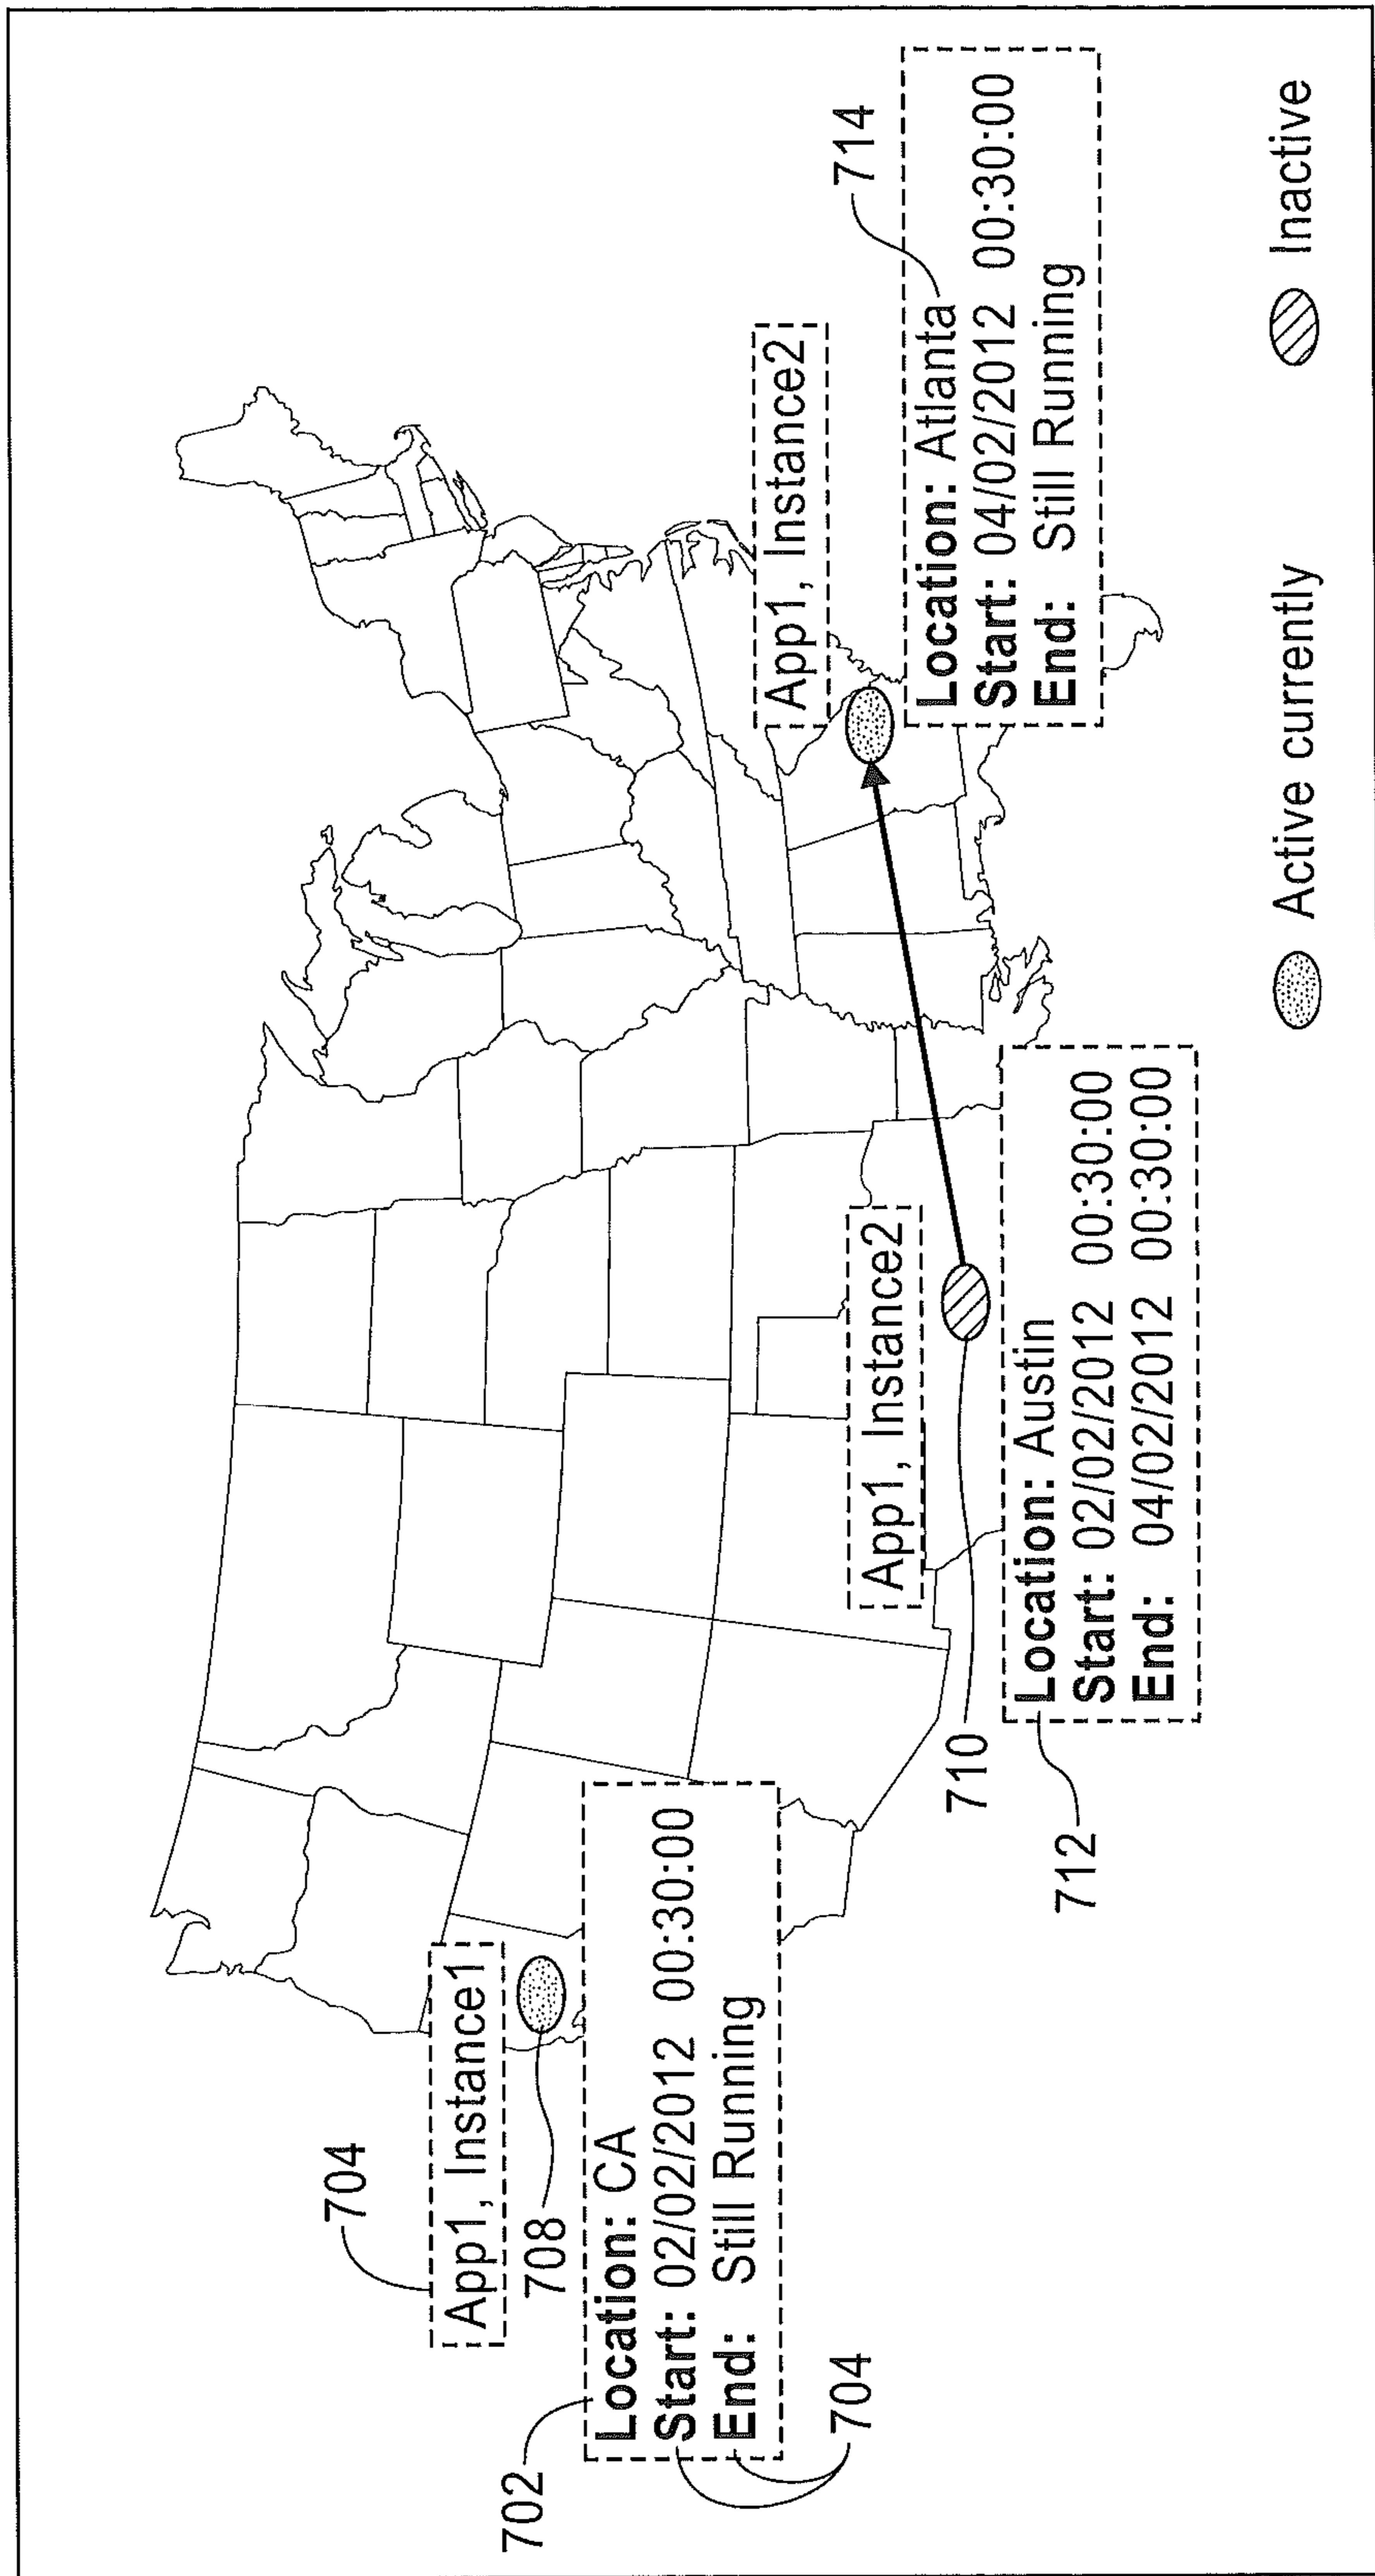 704
App1, Instance1
708
702
Location: CA
Start: 02/02/2012 00:30:00
End: Still Running
704
App1, Instance2
710
712
Location: Austin
Start: 02/02/2012 00:30:00
End: 04/02/2012 00:30:00
App1, Instance2
714
Location: Atlanta
Start: 04/02/2012 00:30:00
End: Still Running
Active currently
Inactive